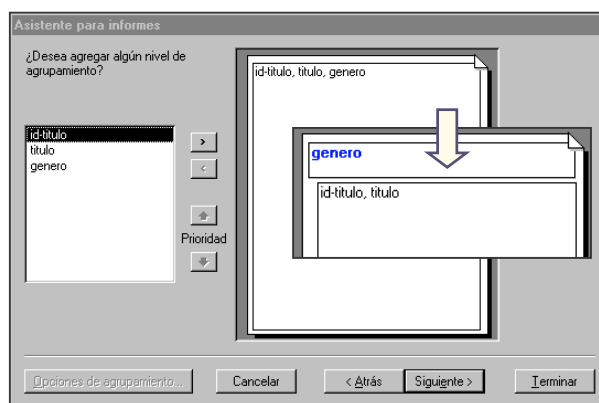 Asistente para informes
¿Desea agregar algún nivel de
agrupamiento?
id-titulo
titulo
genero
>
<
Prioridad
id-titulo, titulo, genero
genero
id-titulo, titulo
Opciones de agrupamiento...
Cancelar
< Atrás
Siguiente >
Terminar